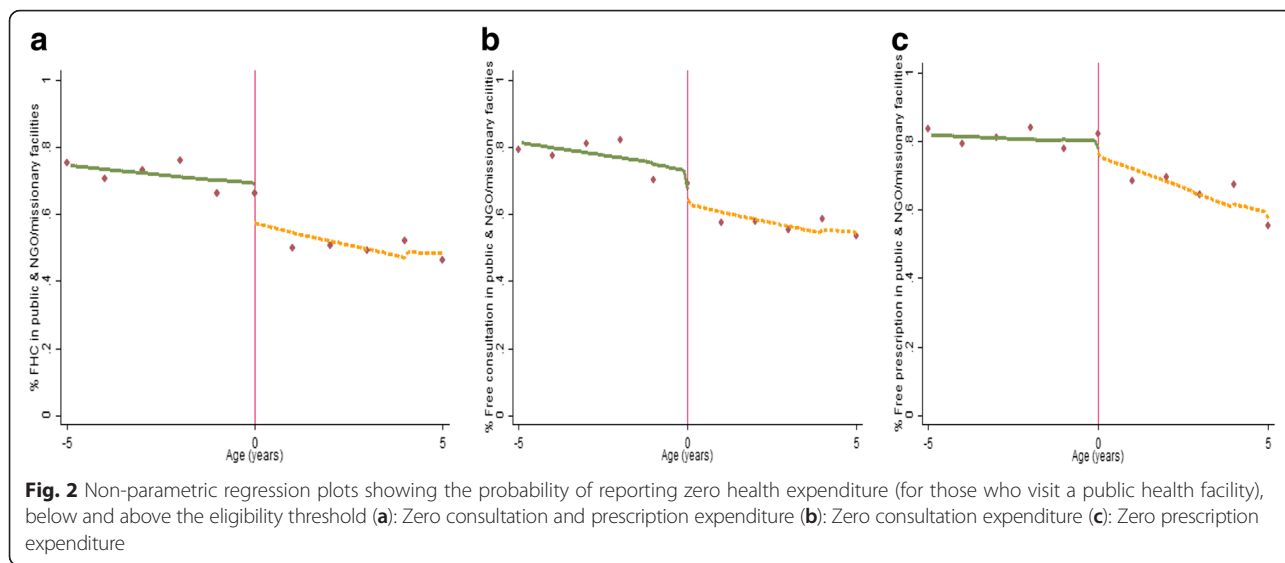 a
% FHC in public & NGO/missionary facilities
1
.8
.6
.4
.2
0
-5
0
5
Age (years)
b
% Free consultation in public & NGO/missionary facilities
1
.8
.6
.4
.2
0
-5
0
5
Age (years)
c
% Free prescription in public & NGO/missionary facilities
1
.8
.6
.4
.2
0
-5
0
5
Age (years)
Fig. 2 Non-parametric regression plots showing the probability of reporting zero health expenditure (for those who visit a public health facility),
below and above the eligibility threshold (a): Zero consultation and prescription expenditure (b): Zero consultation expenditure (c): Zero prescription
expenditure